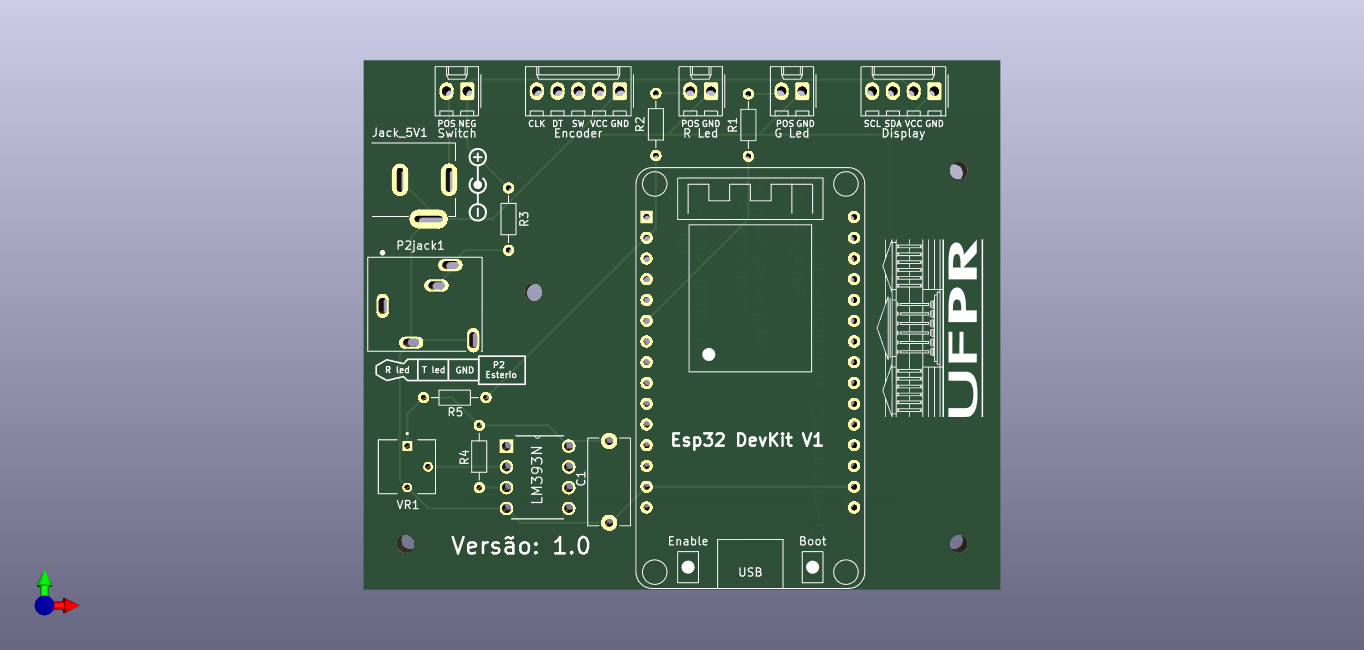 POS NEG
Switch
CLK DT SW VCC GND
Encoder
R2
POS GND
R Led
R1
POS GND
G Led
SCL SDA VCC GND
Display
Jack_5V1
+
-
R3
P2jack1
R led T led GND
P2
Esterio
R5
R4
VR1
LM393N
C1
Esp32 DevKit V1
UFPR
Versão: 1.0
Enable
USB
Boot